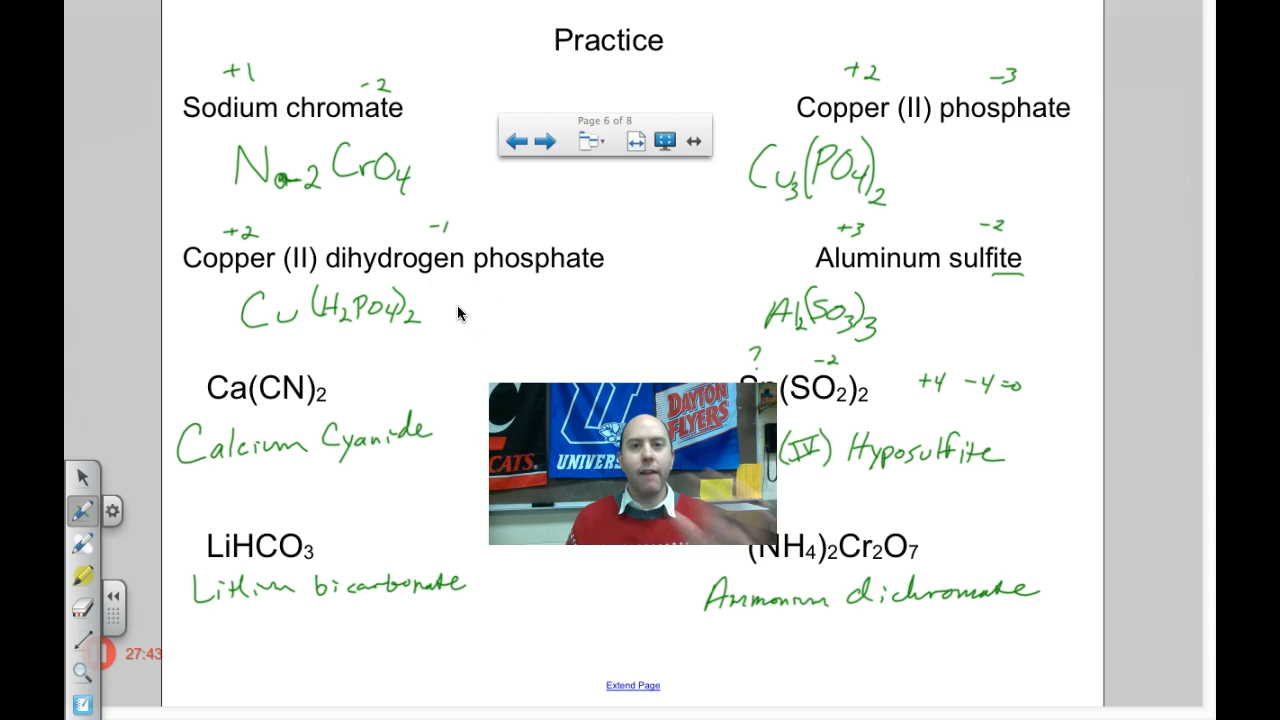 Practice
+1 -2
Sodium chromate
Na2CrO4
+2 -3
Copper (II) phosphate
Cu3(PO4)2
Page 6 of 8
+2 -1
Copper (II) dihydrogen phosphate
Cu(H2PO4)2
+3 -2
Aluminum sulfite
Al2(SO3)3
Ca(CN)2
Calcium Cyanide
? -2
(SO2)2 +4 -4=0
(IV) Hyposulfite
CATS.
UNIVERS
DAYTON
FLYERS
LiHCO3
Lithium bicarbonate
(NH4)2Cr2O7
Ammonium dichromate
27:43
Extend Page